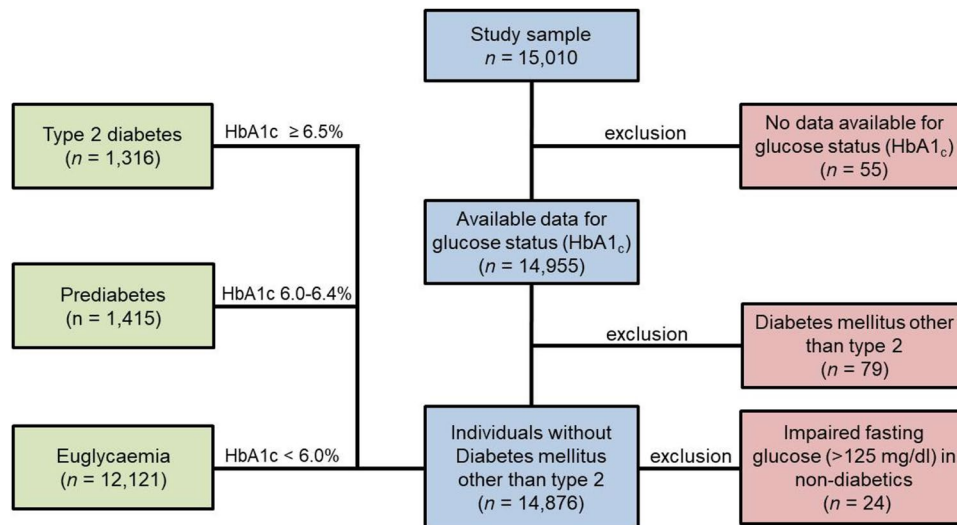 Study sample
n = 15,010
exclusion
No data available for
glucose status (HbA1c)
(n = 55)
Type 2 diabetes
(n = 1,316)
HbA1c ≥ 6.5%
Available data for
glucose status (HbA1c)
(n = 14,955)
Prediabetes
(n = 1,415)
HbA1c 6.0-6.4%
exclusion
Diabetes mellitus other
than type 2
(n = 79)
Euglycaemia
(n = 12,121)
HbA1c < 6.0%
Individuals without
Diabetes mellitus
other than type 2
(n = 14,876)
exclusion
Impaired fasting
glucose (>125 mg/dl) in
non-diabetics
(n = 24)